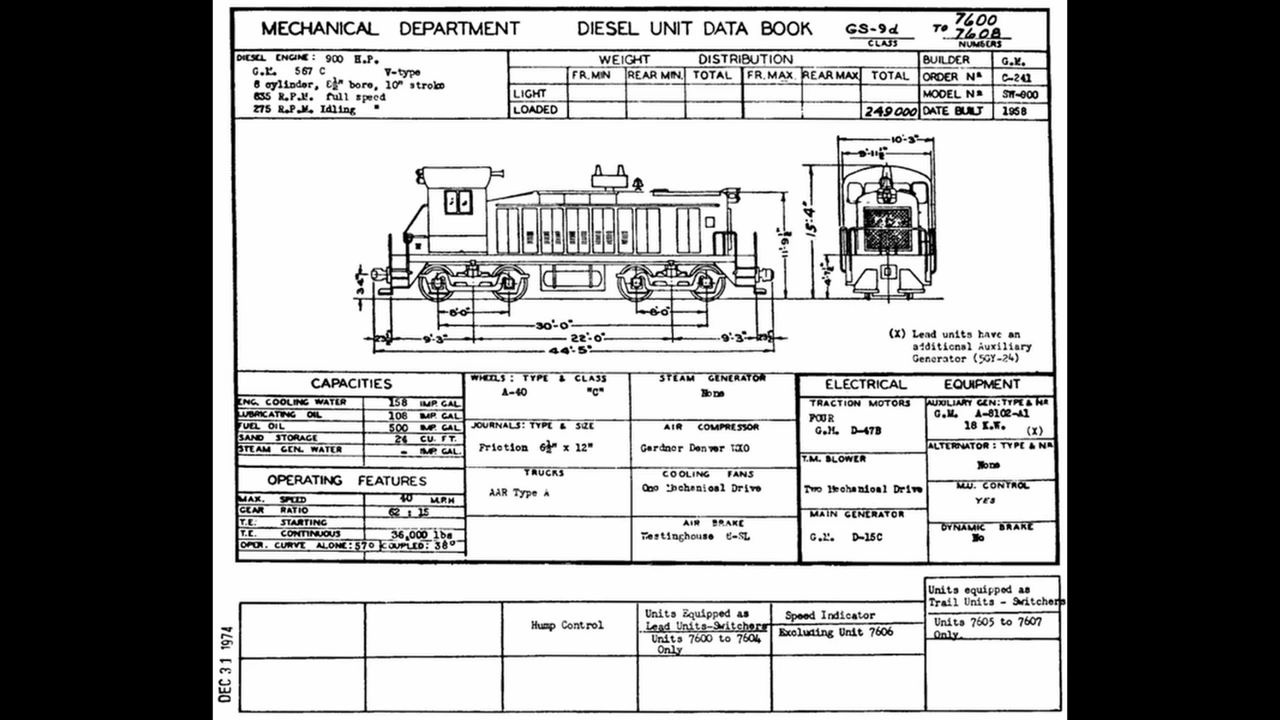 MECHANICAL DEPARTMENT DIESEL UNIT DATA BOOK GS-9d TO 7600
7608
CLASS NUMBERS
DIESEL ENGINE: 900 H.P.
G.M. 567 C V-type
8 cylinder, 8½" bore, 10" stroke
835 R.P.M. full speed
275 R.P.M. Idling "
WEIGHT DISTRIBUTION
FR. MIN REAR MIN. TOTAL FR. MAX. REAR MAX TOTAL
LIGHT
LOADED 249000
BUILDER G.M.
ORDER Nº C-241
MODEL Nº SW-900
DATE BUILT 1958
10'-3"
9'-11½"
15'-4"
11'-9½"
3'-4"
8'-0" 8'-0"
30'-0"
9'-3" 22'-0" 9'-3"
44'-5"
(X) Lead units have an
additional Auxiliary
Generator (5GY-24)
CAPACITIES
ENG. COOLING WATER 158 IMP. GAL.
LUBRICATING OIL 108 IMP. GAL.
FUEL OIL 500 IMP. GAL.
SAND STORAGE 24 CU. FT.
STEAM GEN. WATER - IMP. GAL.
OPERATING FEATURES
MAX. SPEED 40 M.P.H
GEAR RATIO 62 : 15
T.E. STARTING
T.E. CONTINUOUS 36,000 lbs
OPER. CURVE ALONE: 57° COUPLED: 38°
WHEELS: TYPE & CLASS
A-40 "C"
JOURNALS: TYPE & SIZE
Friction 6½" x 12"
TRUCKS
AAR Type A
STEAM GENERATOR
None
AIR COMPRESSOR
Gardner Denver WXO
COOLING FANS
One Mechanical Drive
AIR BRAKE
Westinghouse 6-SL
ELECTRICAL EQUIPMENT
TRACTION MOTORS
FOUR
G.M. D-47B
T.M. BLOWER
Two Mechanical Drive
MAIN GENERATOR
G.M. D-15C
AUXILIARY GEN: TYPE & NR
G.M. A-8102-A1
18 K.W. (X)
ALTERNATOR: TYPE & NR
None
M.U. CONTROL
YES
DYNAMIC BRAKE
No
Hump Control
Units Equipped as
Lead Units-Switchers
Units 7600 to 7604
Only
Speed Indicator
Excluding Unit 7606
Units equipped as
Trail Units - Switchers
Units 7605 to 7607
Only.
DEC 31 1974